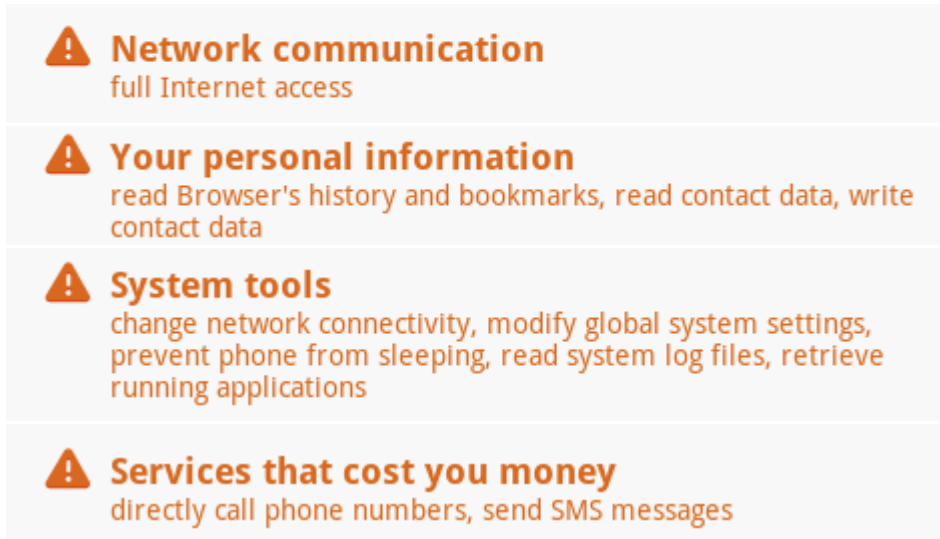 Network communication
full Internet access
Your personal information
read Browser's history and bookmarks, read contact data, write
contact data
System tools
change network connectivity, modify global system settings,
prevent phone from sleeping, read system log files, retrieve
running applications
Services that cost you money
directly call phone numbers, send SMS messages